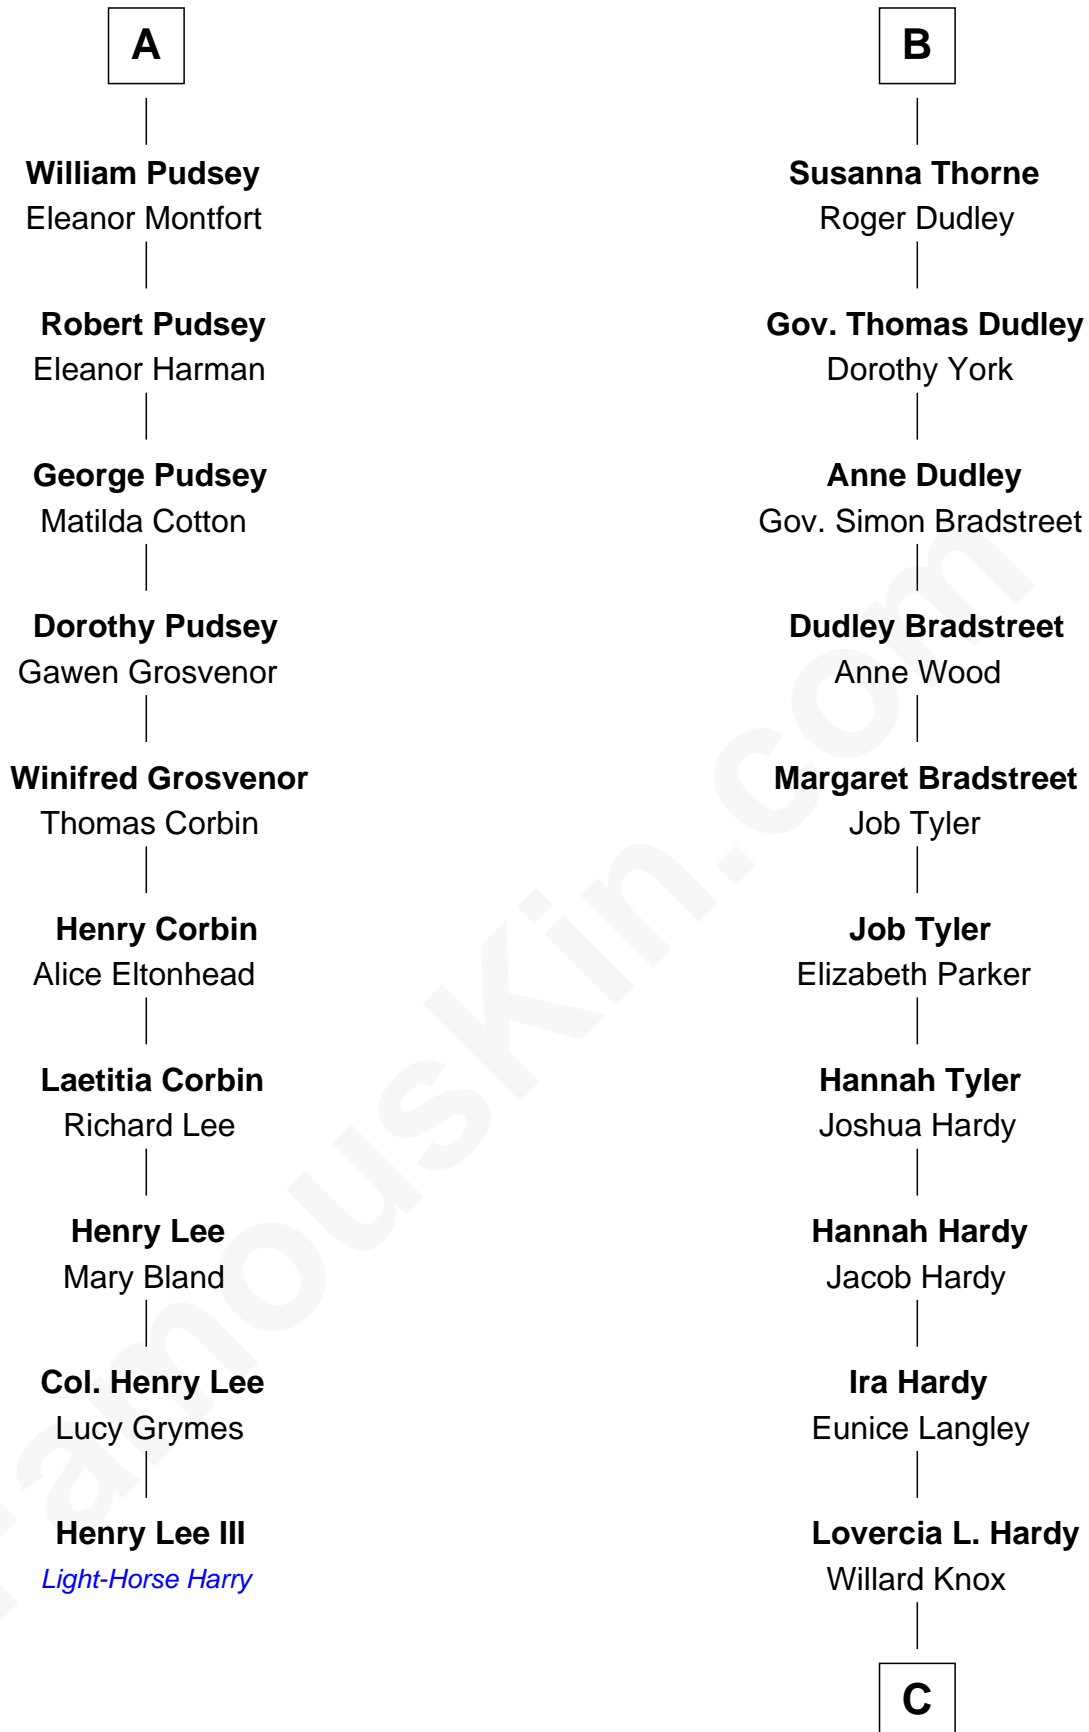 A
William Pudsey
Eleanor Montfort
Robert Pudsey
Eleanor Harman
George Pudsey
Matilda Cotton
Dorothy Pudsey
Gawen Grosvenor
Winifred Grosvenor
Thomas Corbin
Henry Corbin
Alice Eltonhead
Laetitia Corbin
Richard Lee
Henry Lee
Mary Bland
Col. Henry Lee
Lucy Grymes
Henry Lee III
Light-Horse Harry
B
Susanna Thorne
Roger Dudley
Gov. Thomas Dudley
Dorothy York
Anne Dudley
Gov. Simon Bradstreet
Dudley Bradstreet
Anne Wood
Margaret Bradstreet
Job Tyler
Job Tyler
Elizabeth Parker
Hannah Tyler
Joshua Hardy
Hannah Hardy
Jacob Hardy
Ira Hardy
Eunice Langley
Lovercia L. Hardy
Willard Knox
C
FamousKin.com